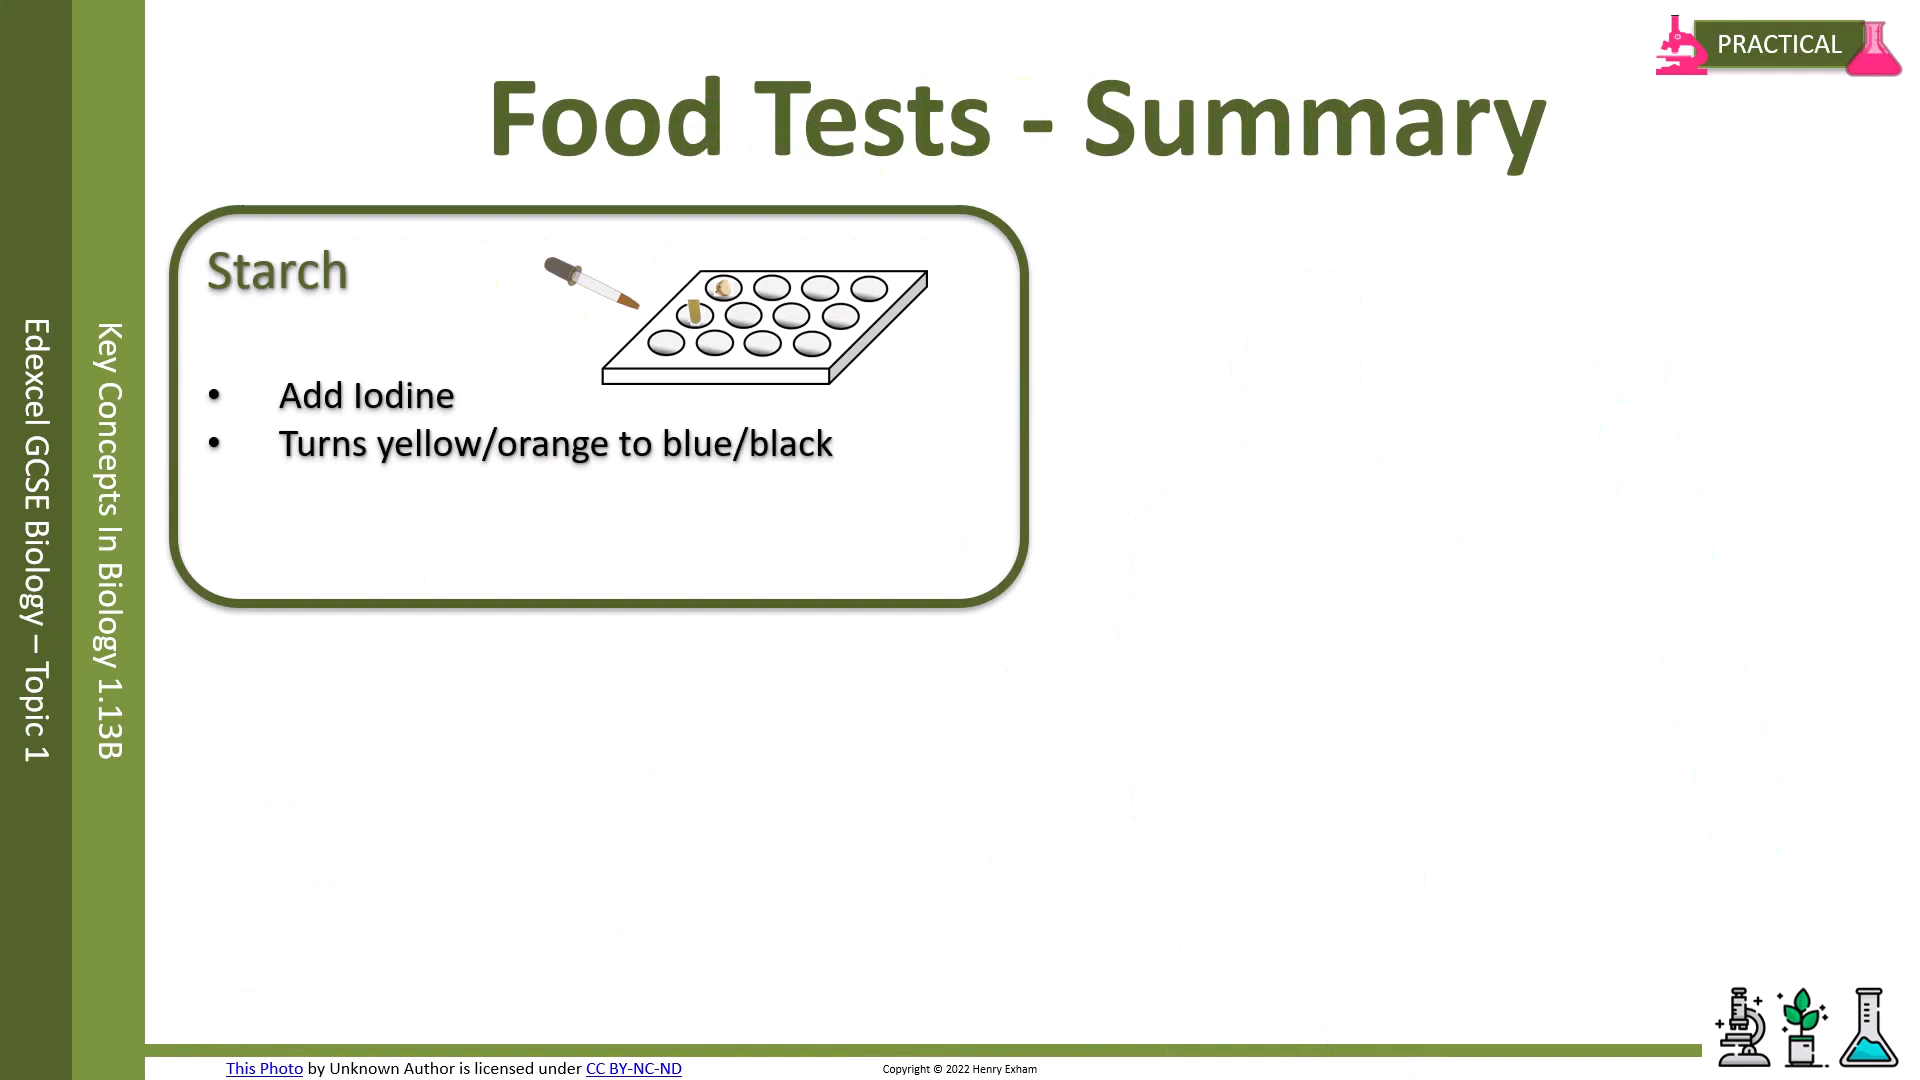 PRACTICAL
Food Tests - Summary
Starch
• Add Iodine
• Turns yellow/orange to blue/black
Key Concepts In Biology 1.13B
Edexcel GCSE Biology – Topic 1
This Photo by Unknown Author is licensed under CC BY-NC-ND
Copyright © 2022 Henry Exham